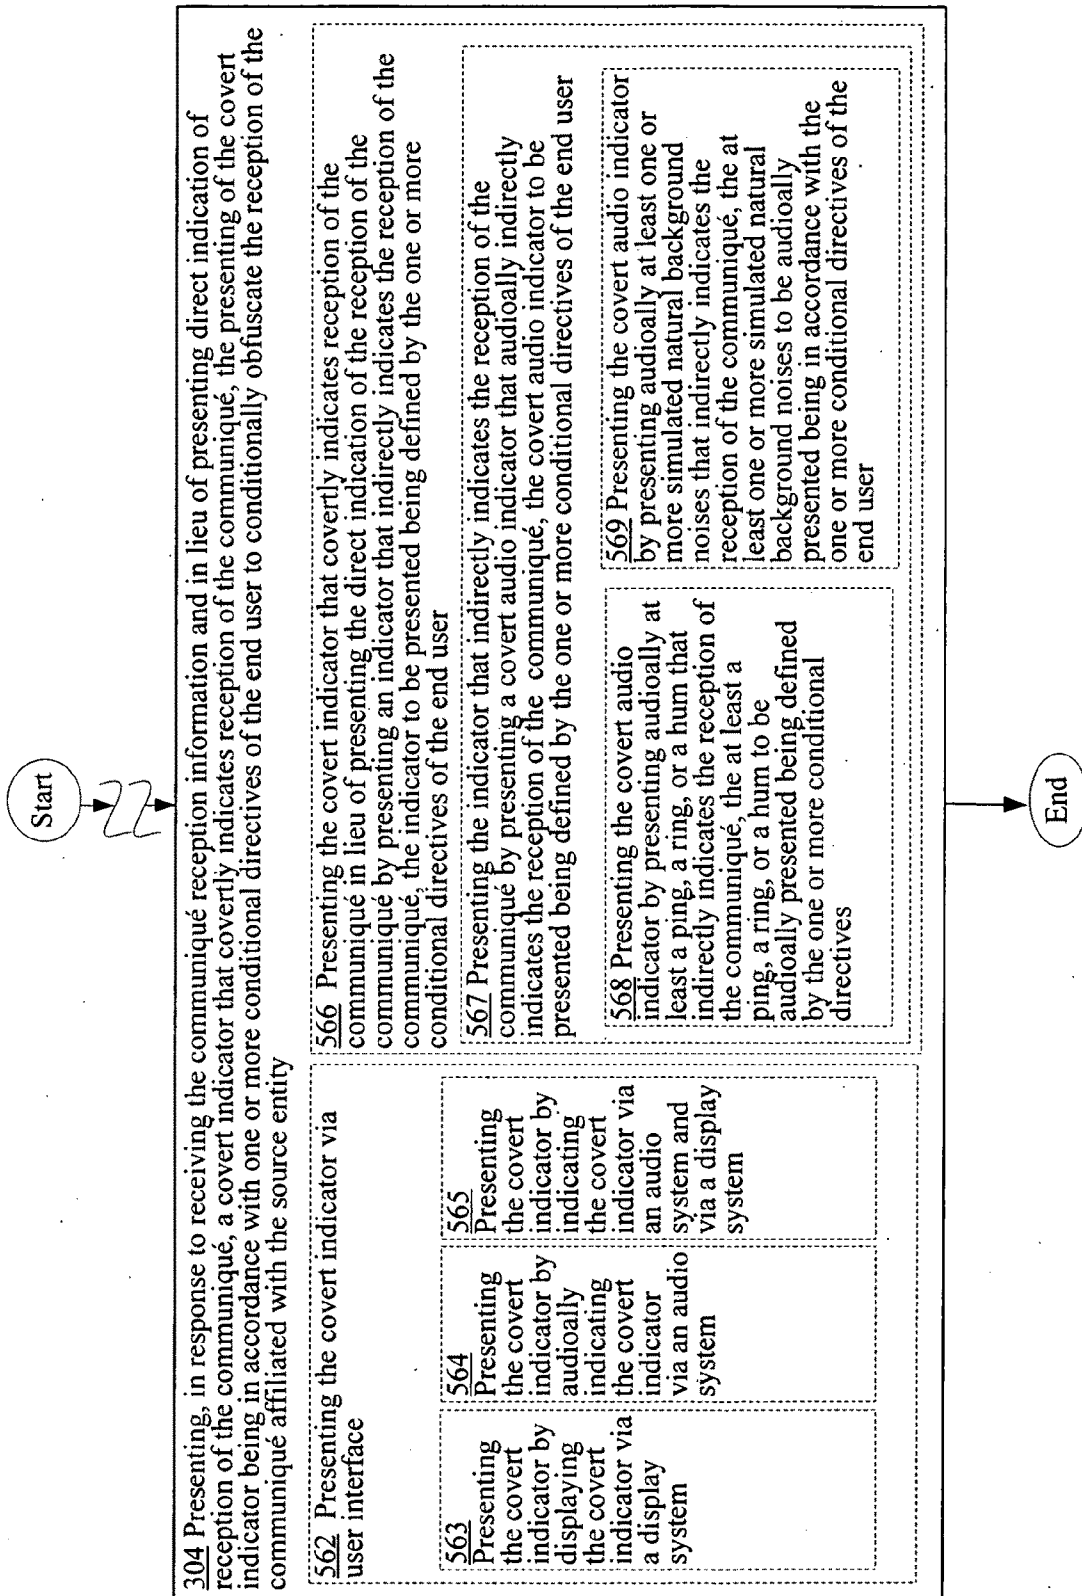 Start
304 Presenting, in response to receiving the communiqué reception information and in lieu of presenting direct indication of
reception of the communiqué, a covert indicator that covertly indicates reception of the communiqué, the presenting of the covert
indicator being in accordance with one or more conditional directives of the end user to conditionally obfuscate the reception of the
communiqué affiliated with the source entity
562 Presenting the covert indicator via
user interface
563
Presenting
the covert
indicator by
displaying
the covert
indicator via
a display
system
564
Presenting
the covert
indicator by
audioally
indicating
the covert
indicator
via an audio
system
565
Presenting
the covert
indicator by
indicating
the covert
indicator via
an audio
system and
via a display
system
566 Presenting the covert indicator that covertly indicates reception of the
communiqué in lieu of presenting the direct indication of the reception of the
communiqué by presenting an indicator that indirectly indicates the reception of the
communiqué, the indicator to be presented being defined by the one or more
conditional directives of the end user
567 Presenting the indicator that indirectly indicates the reception of the
communiqué by presenting a covert audio indicator that audioally indirectly
indicates the reception of the communiqué, the covert audio indicator to be
presented being defined by the one or more conditional directives of the end user
568 Presenting the covert audio
indicator by presenting audioally at
least a ping, a ring, or a hum that
indirectly indicates the reception of
the communiqué, the at least a
ping, a ring, or a hum to be
audioally presented being defined
by the one or more conditional
directives
569 Presenting the covert audio indicator
by presenting audioally at least one or
more simulated natural background
noises that indirectly indicates the
reception of the communiqué, the at
least one or more simulated natural
background noises to be audioally
presented being in accordance with the
one or more conditional directives of the
end user
End